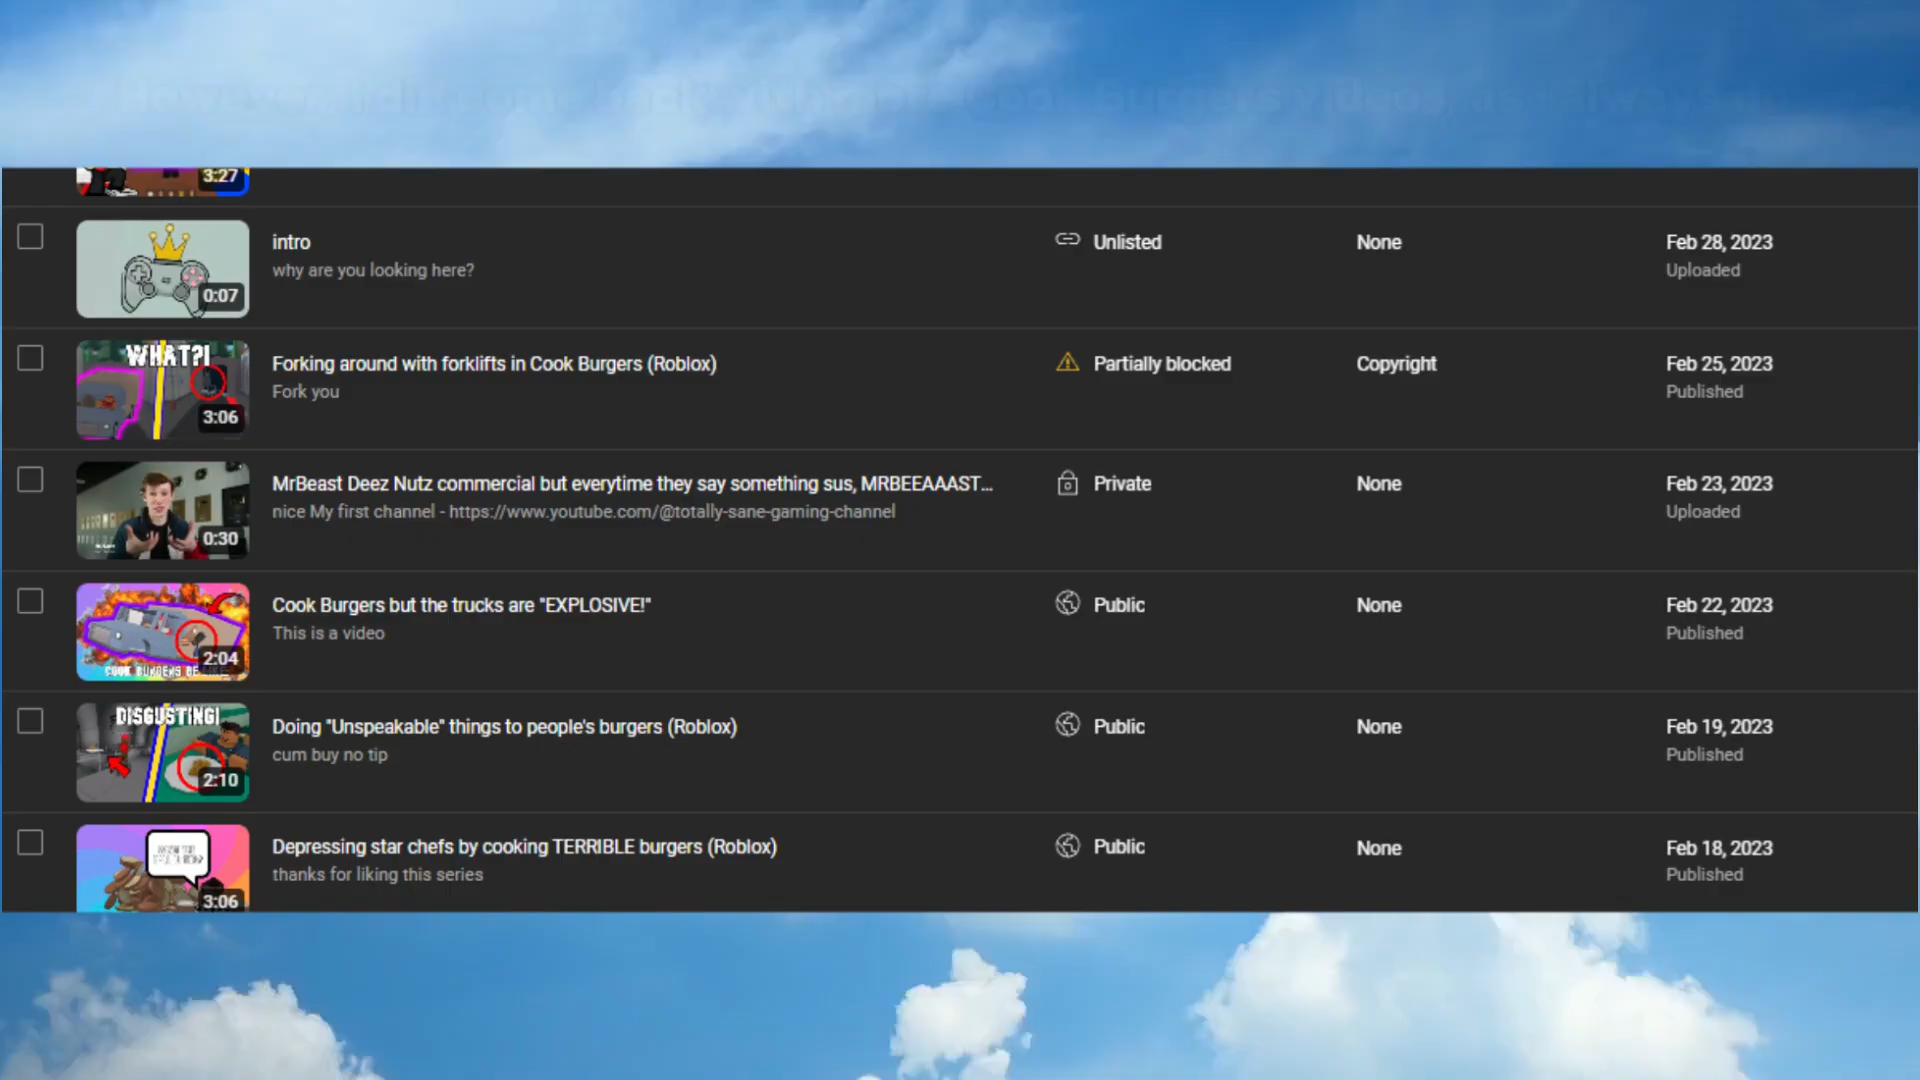 3:27
intro
why are you looking here?
0:07
Unlisted
None
Feb 28, 2023
Uploaded
WHAT?!
3:06
Forking around with forklifts in Cook Burgers (Roblox)
Fork you
Partially blocked
Copyright
Feb 25, 2023
Published
0:30
MrBeast Deez Nutz commercial but everytime they say something sus, MRBEEAAAST...
nice My first channel - https://www.youtube.com/@totally-sane-gaming-channel
Private
None
Feb 23, 2023
Uploaded
2:04
COOK BURGERS BE LIKE
Cook Burgers but the trucks are "EXPLOSIVE!"
This is a video
Public
None
Feb 22, 2023
Published
DISGUSTING!
2:10
Doing "Unspeakable" things to people's burgers (Roblox)
cum buy no tip
Public
None
Feb 19, 2023
Published
3:06
Depressing star chefs by cooking TERRIBLE burgers (Roblox)
thanks for liking this series
Public
None
Feb 18, 2023
Published